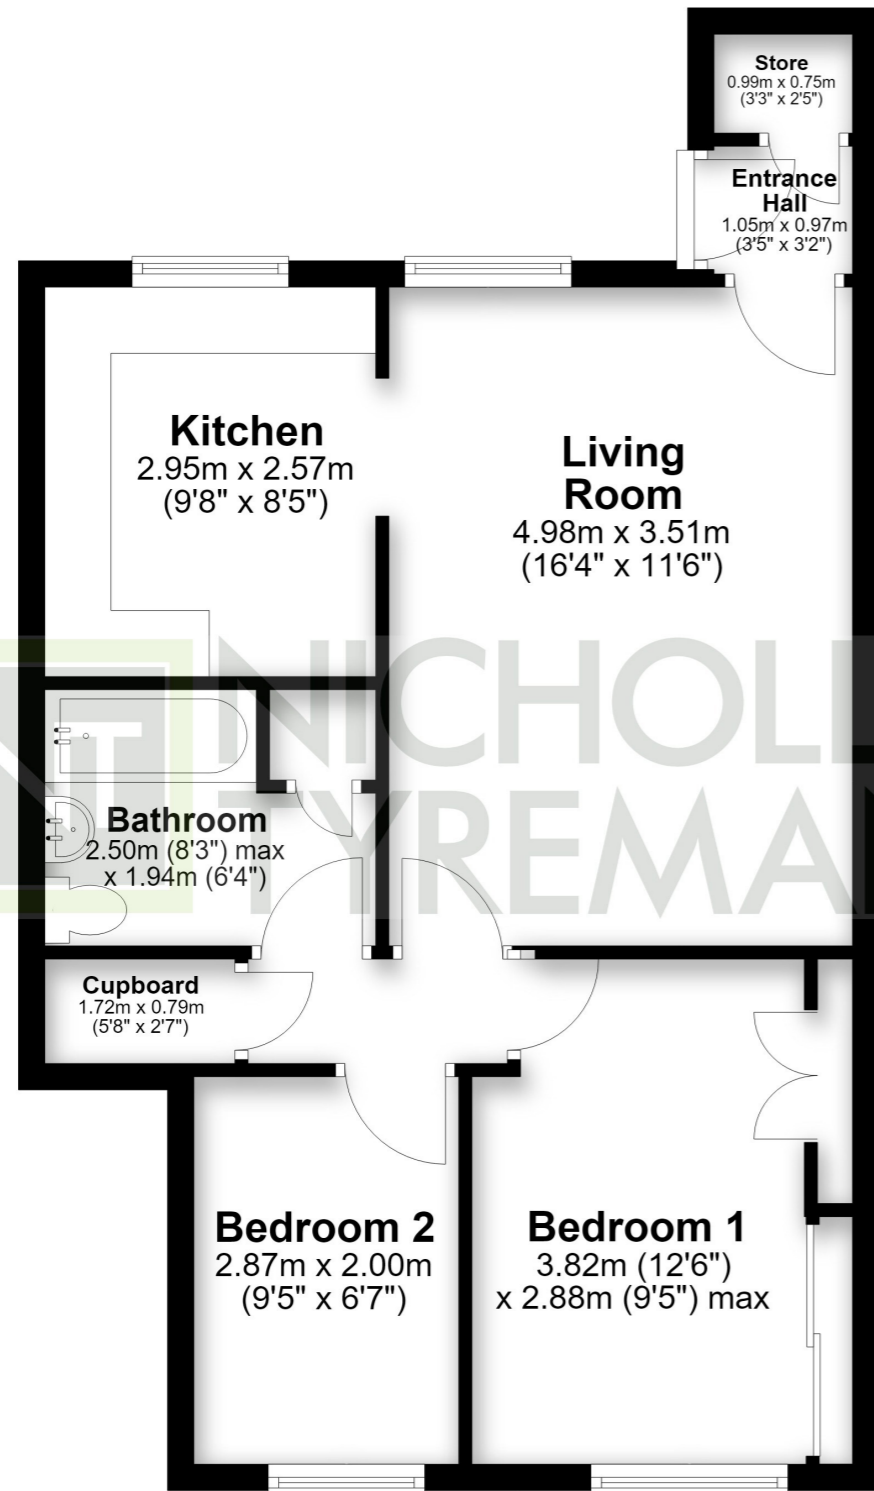 Store
0.99m x 0.75m
(3'3" x 2'5")
Entrance
Hall
1.05m x 0.97m
(3'5" x 3'2")
Kitchen
2.95m x 2.57m
(9'8" x 8'5")
Living
Room
4.98m x 3.51m
(16'4" x 11'6")
NT
NICHOLL
TYREMAN
Bathroom
2.50m (8'3") max
x 1.94m (6'4")
Cupboard
1.72m x 0.79m
(5'8" x 2'7")
Bedroom 2
2.87m x 2.00m
(9'5" x 6'7")
Bedroom 1
3.82m (12'6")
x 2.88m (9'5") max